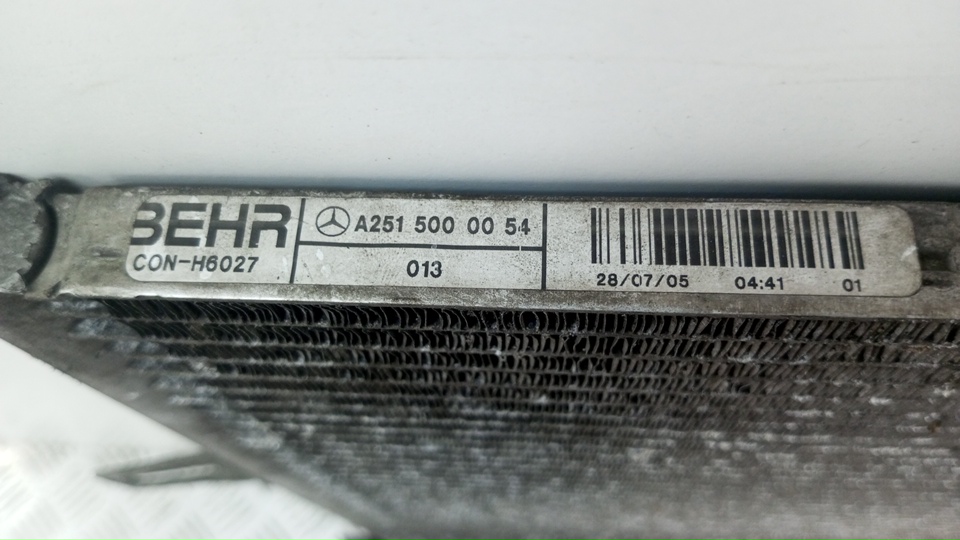 BEHR
CON-H6027
A251 500 00 54
013
28/07/05 04:41 01